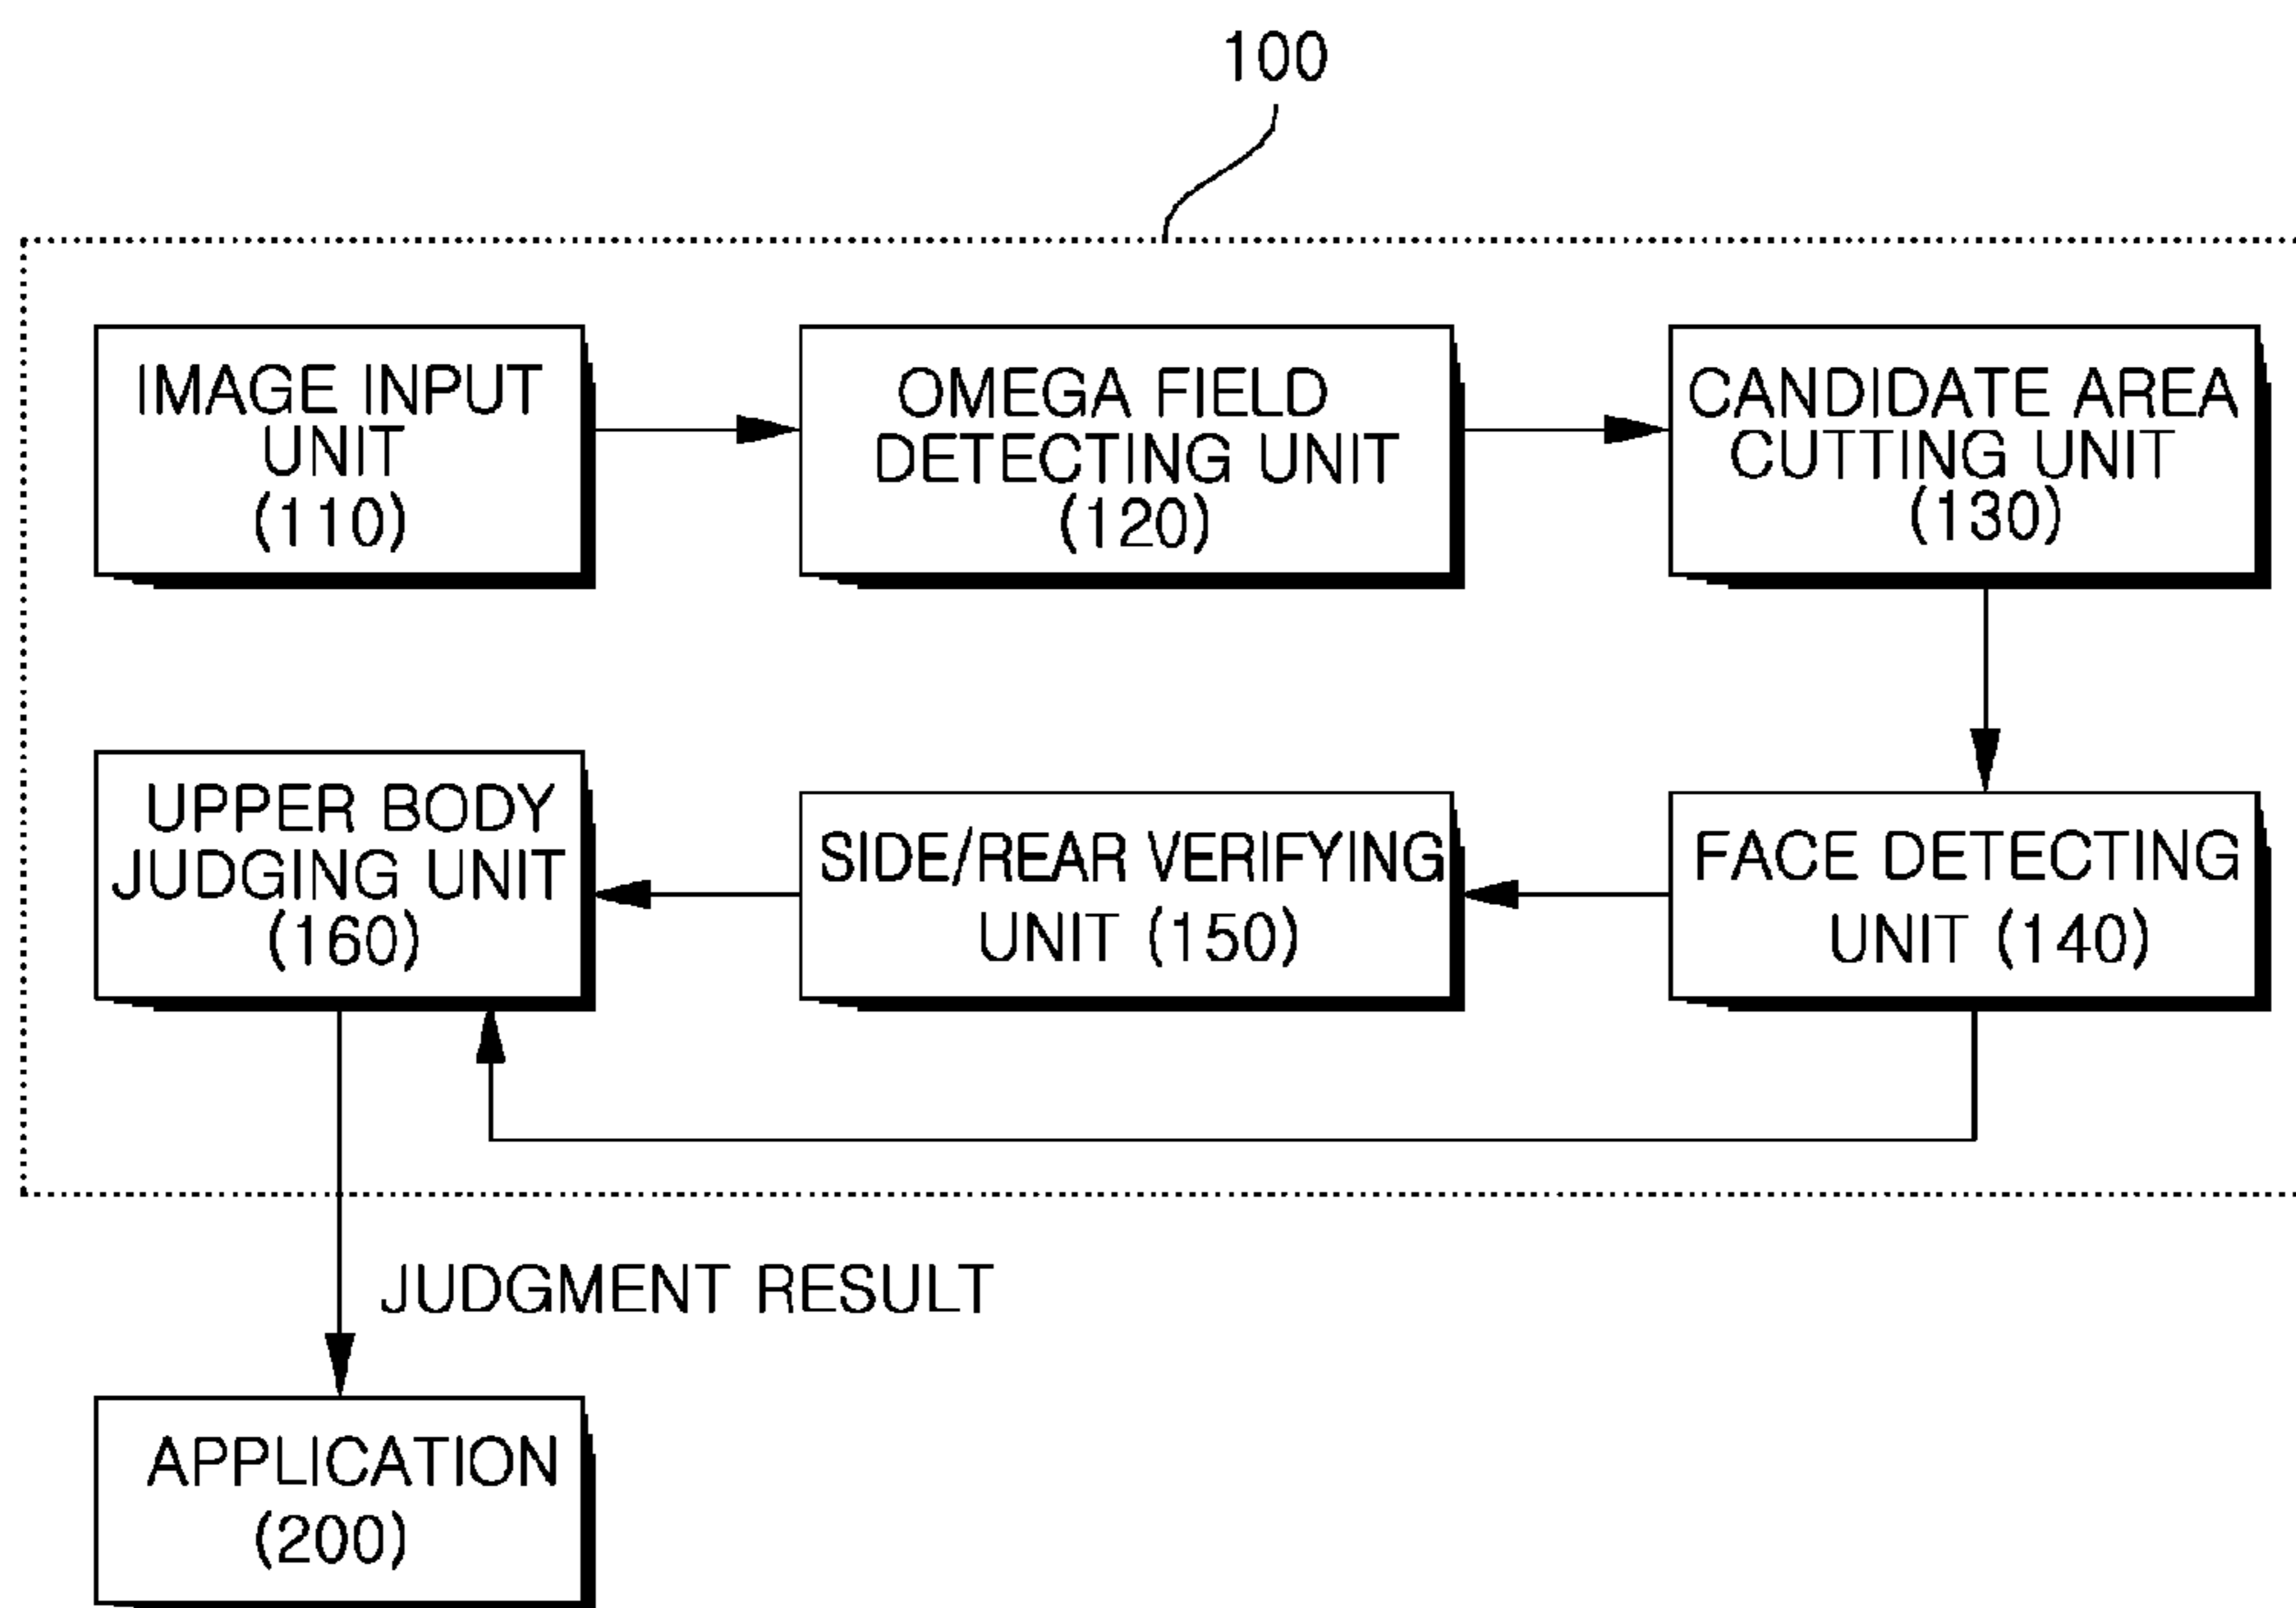 100
IMAGE INPUT
UNIT
(110)
OMEGA FIELD
DETECTING UNIT
(120)
CANDIDATE AREA
CUTTING UNIT
(130)
UPPER BODY
JUDGING UNIT
(160)
SIDE/REAR VERIFYING
UNIT (150)
FACE DETECTING
UNIT (140)
JUDGMENT RESULT
APPLICATION
(200)